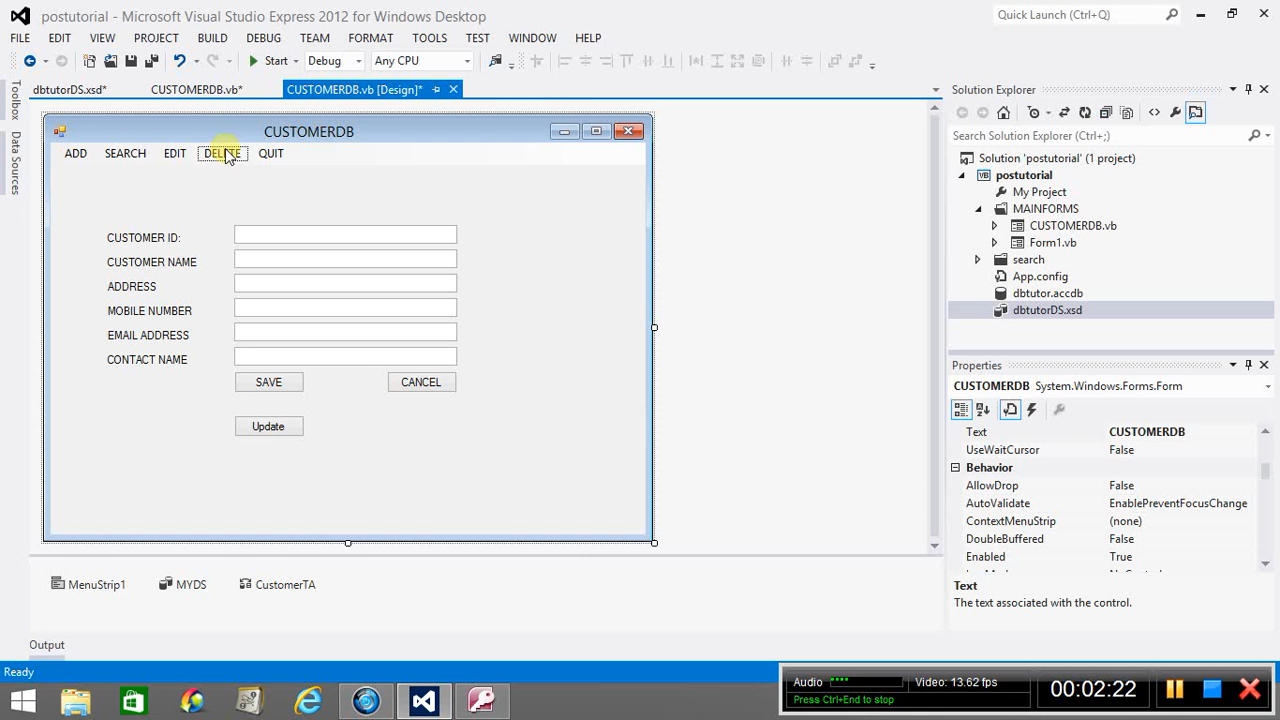 postutorial - Microsoft Visual Studio Express 2012 for Windows Desktop
Quick Launch (Ctrl+Q)
FILE EDIT VIEW PROJECT BUILD DEBUG TEAM FORMAT TOOLS TEST WINDOW HELP
Start Debug Any CPU
Toolbox
Data Sources
dbtutorDS.xsd* CUSTOMERDB.vb* CUSTOMERDB.vb [Design]*
CUSTOMERDB
ADD SEARCH EDIT DELETE QUIT
CUSTOMER ID:
CUSTOMER NAME
ADDRESS
MOBILE NUMBER
EMAIL ADDRESS
CONTACT NAME
SAVE CANCEL
Update
MenuStrip1 MYDS CustomerTA
Output
Ready
Solution Explorer
Search Solution Explorer (Ctrl+;)
Solution 'postutorial' (1 project)
VB postutorial
My Project
MAINFORMS
CUSTOMERDB.vb
Form1.vb
search
App.config
dbtutor.accdb
dbtutorDS.xsd
Properties
CUSTOMERDB System.Windows.Forms.Form
Text CUSTOMERDB
UseWaitCursor False
Behavior
AllowDrop False
AutoValidate EnablePreventFocusChange
ContextMenuStrip (none)
DoubleBuffered False
Enabled True
Text
The text associated with the control.
Audio Video: 13.62 fps
Press Ctrl+End to stop
00:02:22